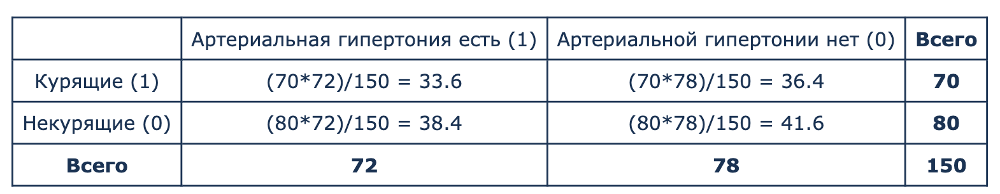 Артериальная гипертония есть (1) Артериальной гипертонии нет (0) Всего
Курящие (1) (70*72)/150 = 33.6 (70*78)/150 = 36.4 70
Некурящие (0) (80*72)/150 = 38.4 (80*78)/150 = 41.6 80
Всего 72 78 150